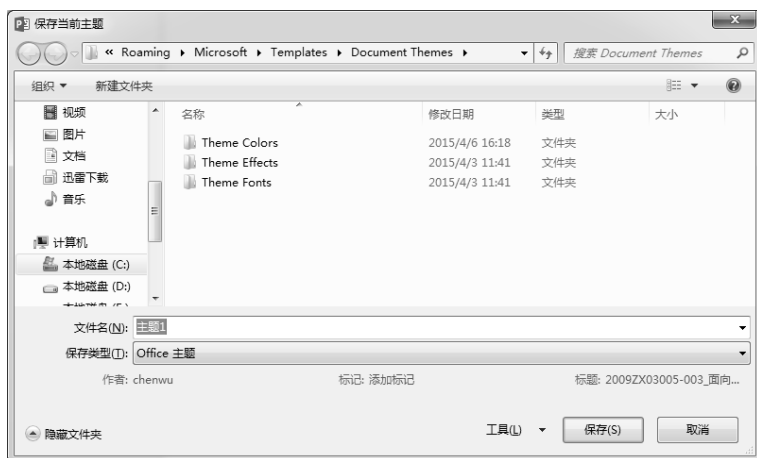 保存当前主题
« Roaming ▸ Microsoft ▸ Templates ▸ Document Themes ▸ 搜索 Document Themes
组织 ▼ 新建文件夹
视频
图片
文档
迅雷下载
音乐
计算机
本地磁盘 (C:)
本地磁盘 (D:)
名称 修改日期 类型 大小
Theme Colors 2015/4/6 16:18 文件夹
Theme Effects 2015/4/3 11:41 文件夹
Theme Fonts 2015/4/3 11:41 文件夹
文件名(N): 主题1
保存类型(T): Office 主题
作者: chenwu 标记: 添加标记 标题: 2009ZX03005-003_面向...
隐藏文件夹 工具(L) 保存(S) 取消